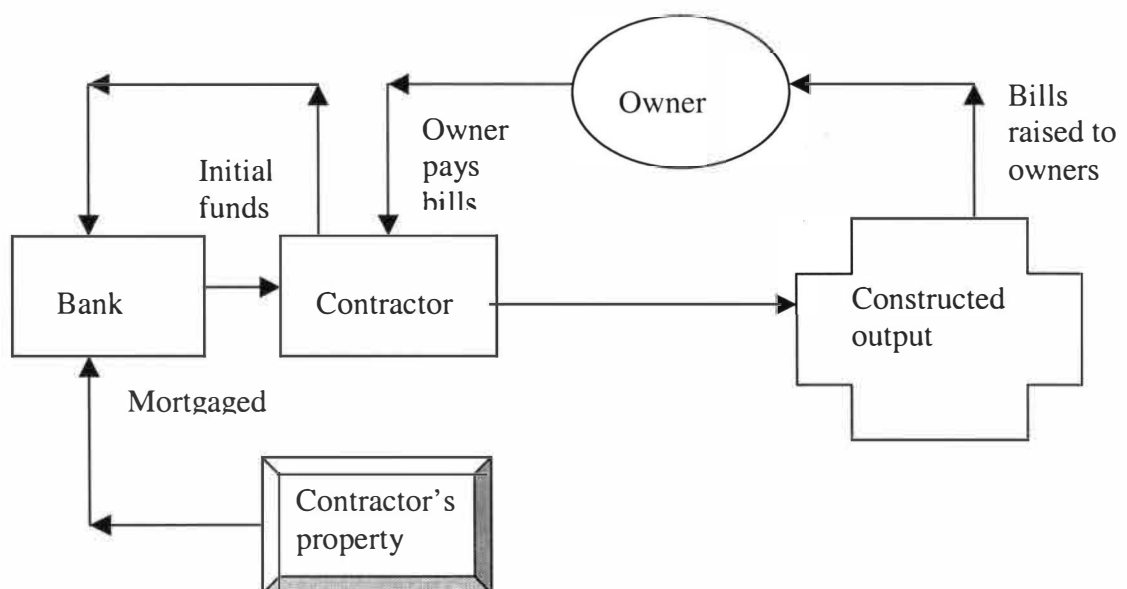 Owner
Bills
raised to
owners
Owner
pays
bills
Initial
funds
Bank
Contractor
Constructed
output
Mortgaged
Contractor’s
property